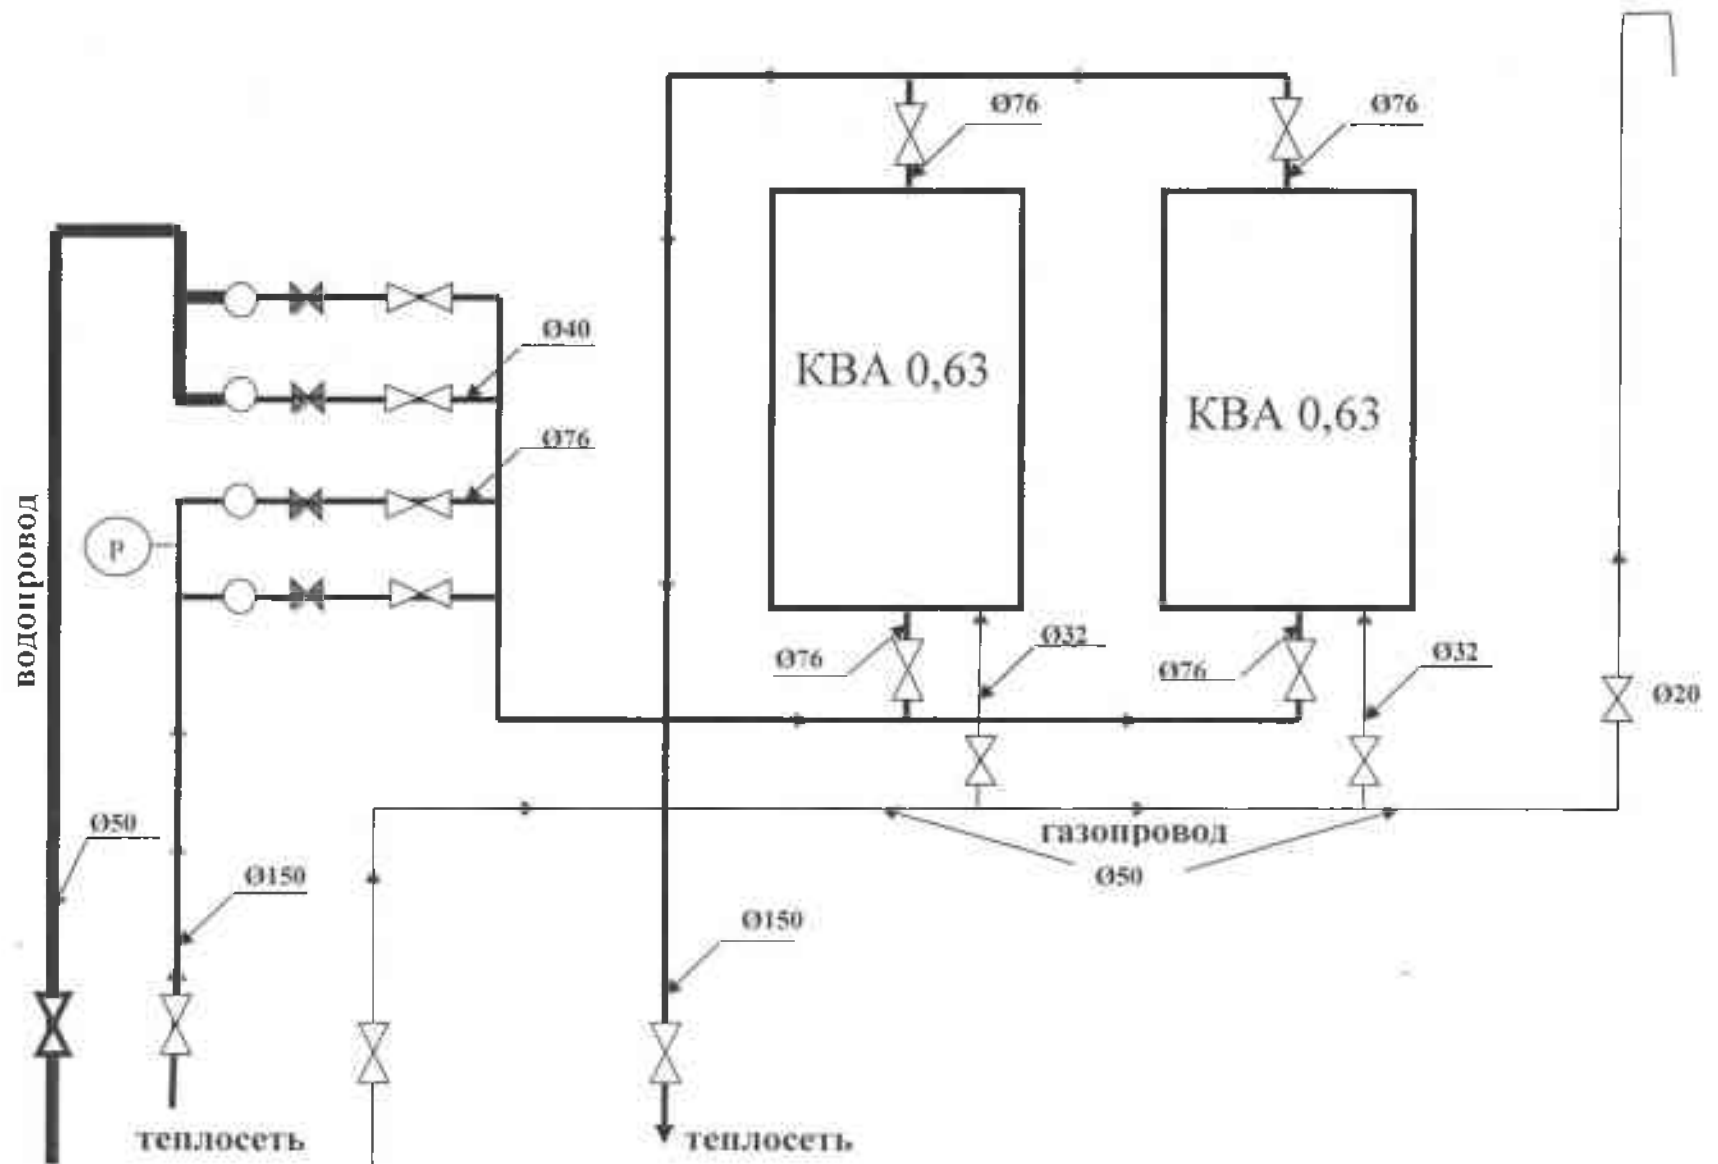 Ø76
Ø76
Ø40
КВА 0,63
КВА 0,63
Ø76
водопровод
P
Ø76
Ø32
Ø76
Ø32
Ø20
Ø50
газопровод
Ø150
Ø50
Ø150
теплосеть
теплосеть